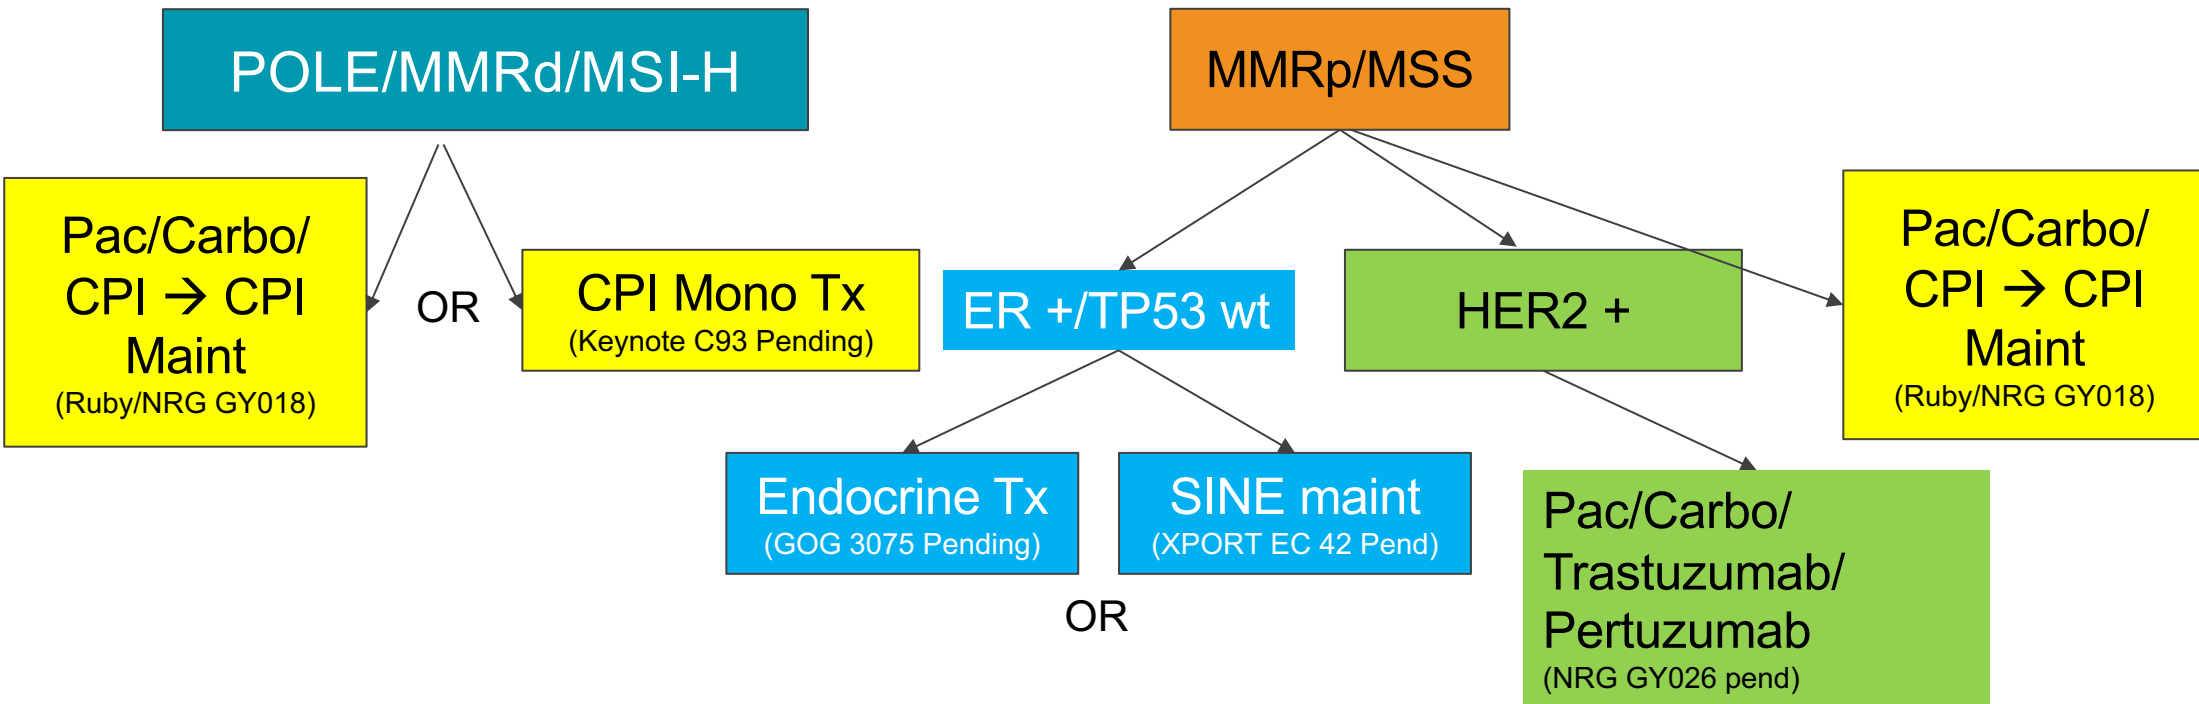 POLE/MMRd/MSI-H
MMRp/MSS
Pac/Carbo/
CPI → CPI
Maint
(Ruby/NRG GY018)
OR
CPI Mono Tx
(Keynote C93 Pending)
ER +/TP53 wt
HER2 +
Pac/Carbo/
CPI → CPI
Maint
(Ruby/NRG GY018)
Endocrine Tx
(GOG 3075 Pending)
SINE maint
(XPORT EC 42 Pend)
OR
Pac/Carbo/
Trastuzumab/
Pertuzumab
(NRG GY026 pend)